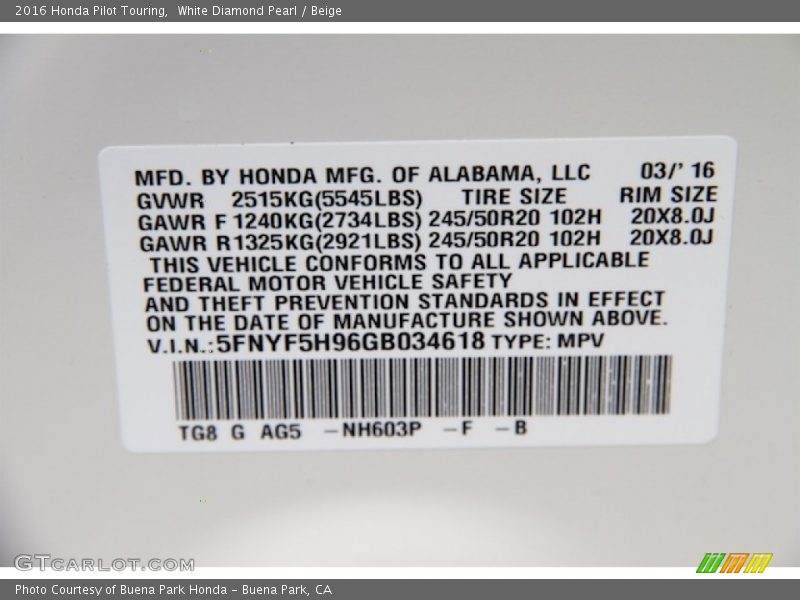 2016 Honda Pilot Touring,  White Diamond Pearl / Beige
MFD. BY HONDA MFG. OF ALABAMA, LLC 03/' 16
GVWR 2515KG(5545LBS) TIRE SIZE RIM SIZE
GAWR F 1240KG(2734LBS) 245/50R20 102H 20X8.0J
GAWR R1325KG(2921LBS) 245/50R20 102H 20X8.0J
THIS VEHICLE CONFORMS TO ALL APPLICABLE
FEDERAL MOTOR VEHICLE SAFETY
AND THEFT PREVENTION STANDARDS IN EFFECT
ON THE DATE OF MANUFACTURE SHOWN ABOVE.
V.I.N.:5FNYF5H96GB034618 TYPE: MPV
TG8 G AG5 -NH603P -F -B
GTCARLOT.COM
Photo Courtesy of Buena Park Honda - Buena Park, CA